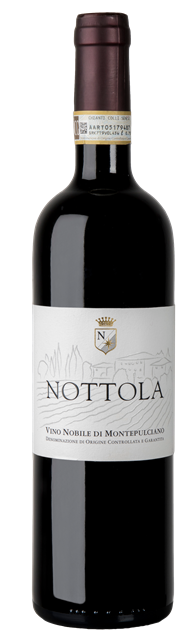 N
NOTTOLA
VINO NOBILE DI MONTEPULCIANO
DENOMINAZIONE DI ORIGINE CONTROLLATA E GARANTITA